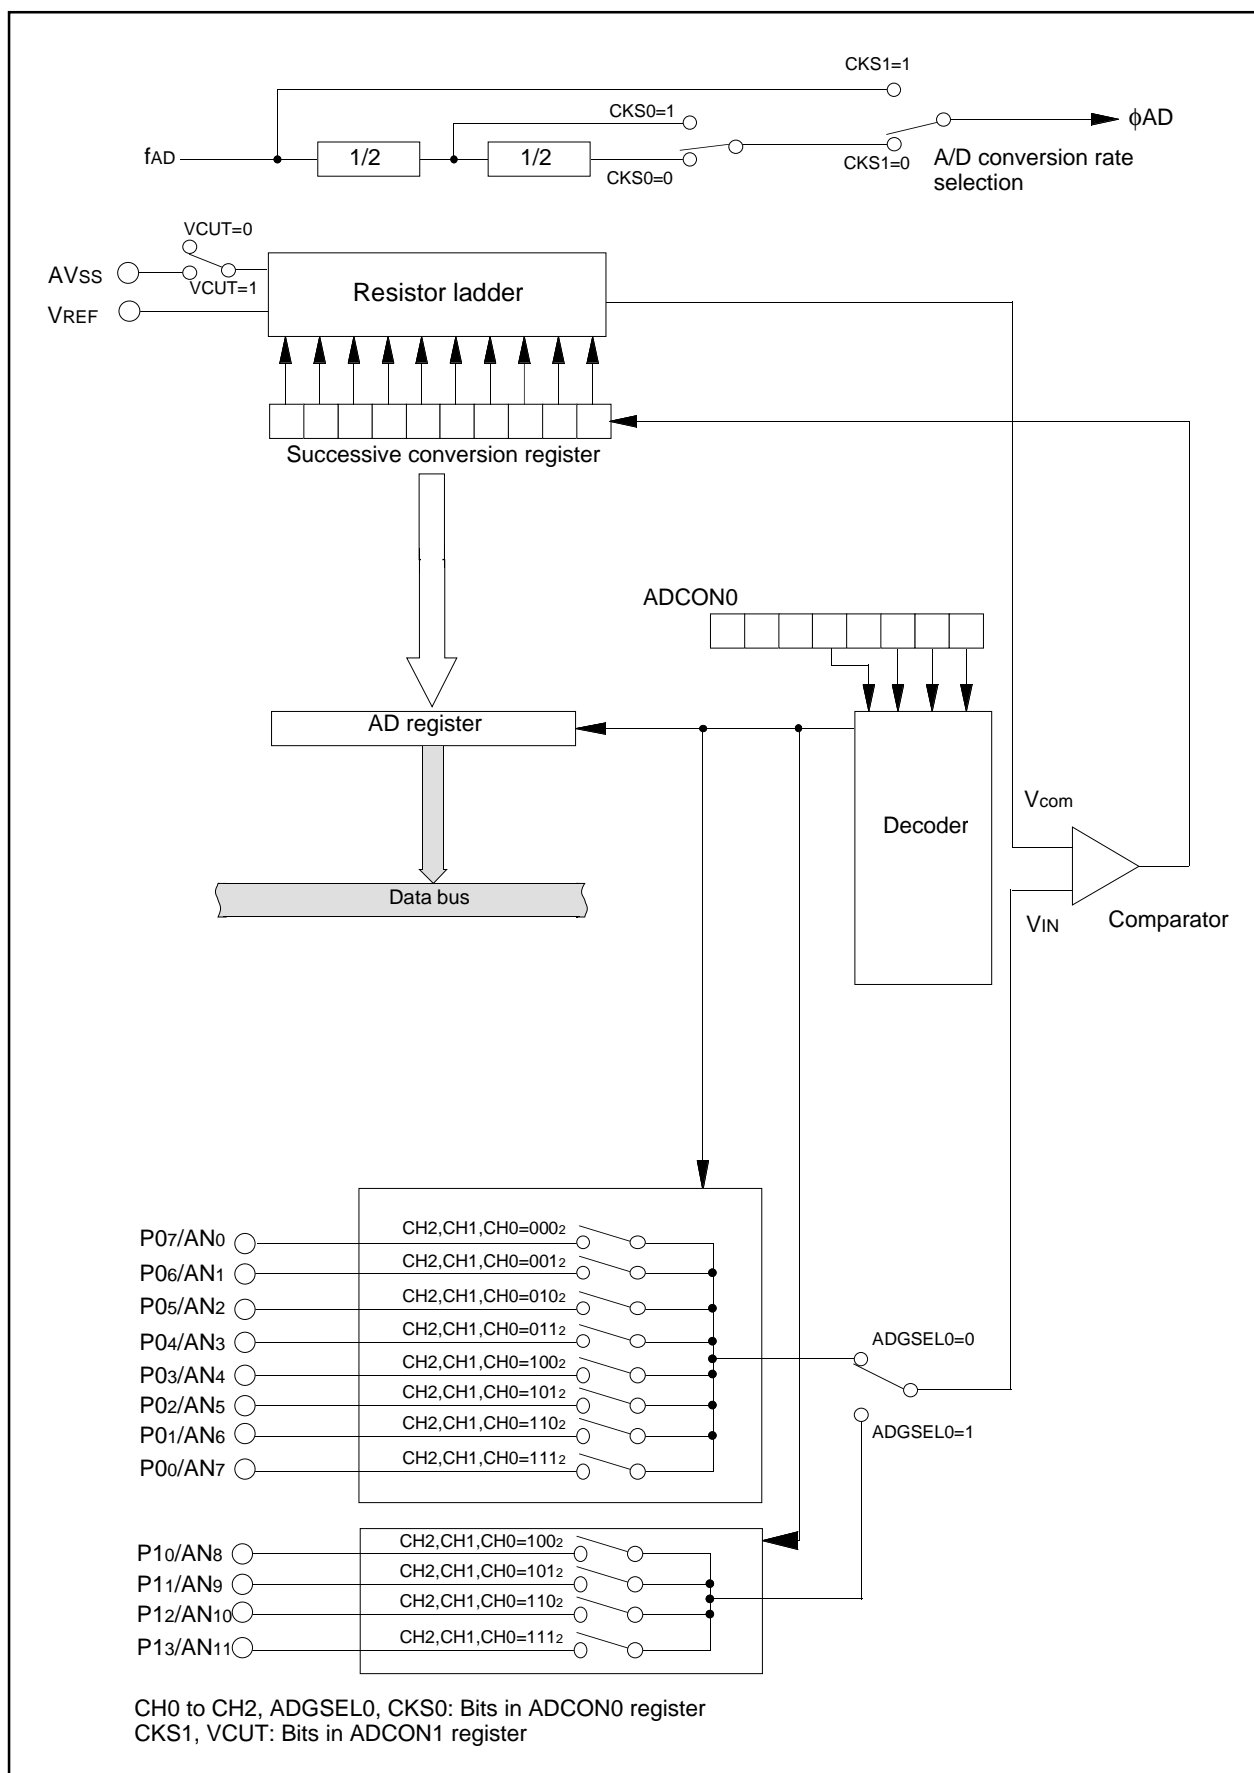 CKS1=1
CKS0=1
ϕAD
fAD
1/2
1/2
CKS0=0
CKS1=0
A/D conversion rate
selection
VCUT=0
AVSS
VCUT=1
Resistor ladder
VREF
Successive conversion register
ADCON0
AD register
Decoder
Vcom
Data bus
VIN
Comparator
P07/AN0
CH2,CH1,CH0=0002
P06/AN1
CH2,CH1,CH0=0012
P05/AN2
CH2,CH1,CH0=0102
P04/AN3
CH2,CH1,CH0=0112
P03/AN4
CH2,CH1,CH0=1002
P02/AN5
CH2,CH1,CH0=1012
P01/AN6
CH2,CH1,CH0=1102
P00/AN7
CH2,CH1,CH0=1112
ADGSEL0=0
ADGSEL0=1
P10/AN8
CH2,CH1,CH0=1002
P11/AN9
CH2,CH1,CH0=1012
P12/AN10
CH2,CH1,CH0=1102
P13/AN11
CH2,CH1,CH0=1112
CH0 to CH2, ADGSEL0, CKS0: Bits in ADCON0 register
CKS1, VCUT: Bits in ADCON1 register